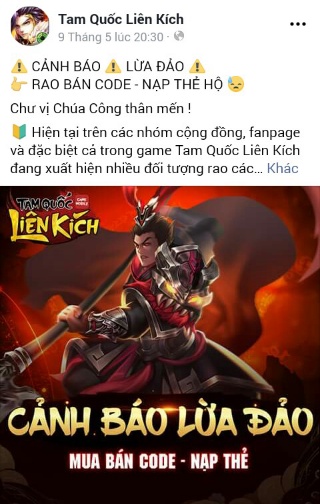 Tam Quốc Liên Kích
9 Tháng 5 lúc 20:30 ·
⚠️ CẢNH BÁO ⚠️ LỪA ĐẢO ⚠️
👉 RAO BÁN CODE - NẠP THẺ HỘ 😓
Chư vị Chúa Công thân mến !
🔰 Hiện tại trên các nhóm cộng đồng, fanpage
và đặc biệt cả trong game Tam Quốc Liên Kích
đang xuất hiện nhiều đối tượng rao các... Khác
TAM QUỐC
LIÊN KÍCH
CẢNH BÁO LỪA ĐẢO
MUA BÁN CODE - NẠP THẺ